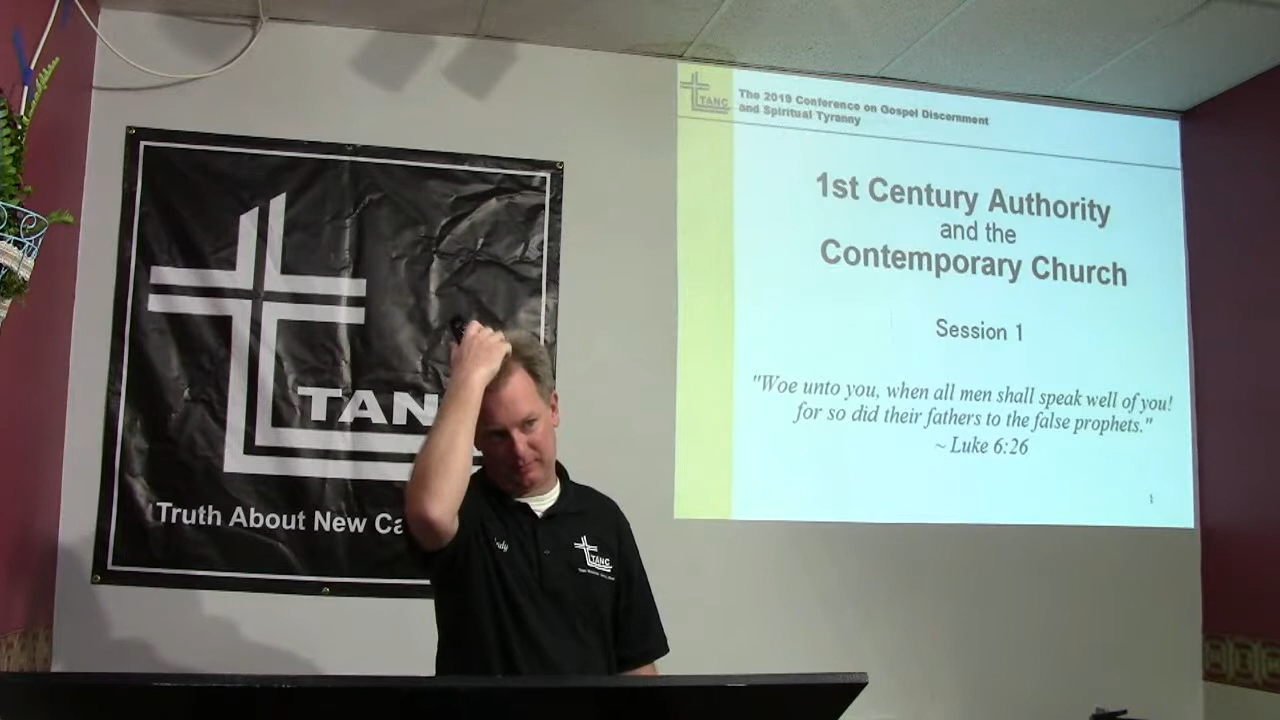 TANC
The 2019 Conference on Gospel Discernment
and Spiritual Tyranny
1st Century Authority
and the
Contemporary Church
Session 1
"Woe unto you, when all men shall speak well of you!
for so did their fathers to the false prophets."
~ Luke 6:26
1
TAN
Truth About New Ca
TANC